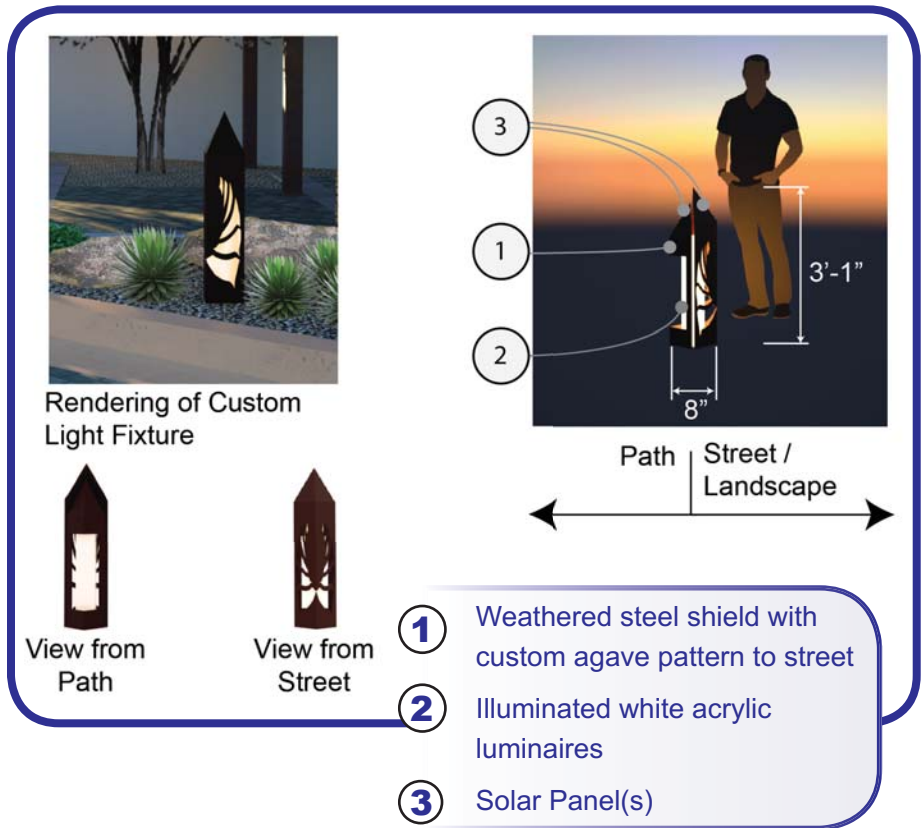 3
1
2
3'-1”
8”
Rendering of Custom
Light Fixture
Path
Street /
Landscape
View from
Path
View from
Street
1 Weathered steel shield with
custom agave pattern to street
2 Illuminated white acrylic
luminaires
3 Solar Panel(s)